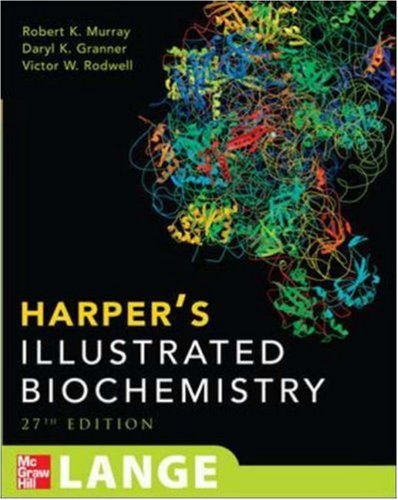 Robert K. Murray
Daryl K. Granner
Victor W. Rodwell
HARPER'S
ILLUSTRATED
BIOCHEMISTRY
27TH EDITION
Mc
Graw
Hill
LANGE